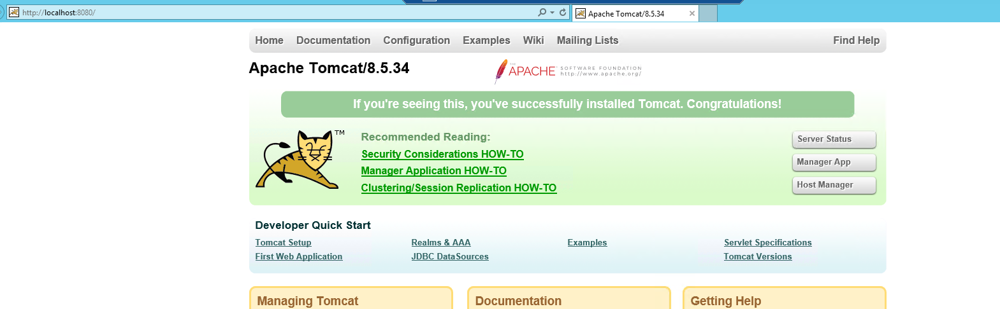 http://localhost:8080/
Apache Tomcat/8.5.34
Home Documentation Configuration Examples Wiki Mailing Lists Find Help
Apache Tomcat/8.5.34
THE APACHE SOFTWARE FOUNDATION
http://www.apache.org/
If you're seeing this, you've successfully installed Tomcat. Congratulations!
TM
Recommended Reading:
Security Considerations HOW-TO
Manager Application HOW-TO
Clustering/Session Replication HOW-TO
Server Status
Manager App
Host Manager
Developer Quick Start
Tomcat Setup
First Web Application
Realms & AAA
JDBC DataSources
Examples
Servlet Specifications
Tomcat Versions
Managing Tomcat
Documentation
Getting Help